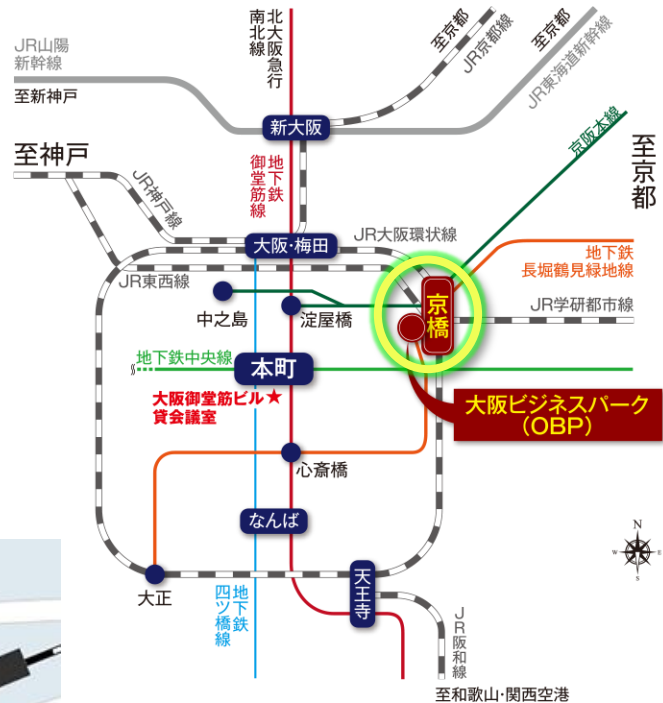 JR山陽
新幹線
至新神戸
北大阪急行
南北線
至京都
JR京都線
至京都
JR東海道新幹線
新大阪
京阪本線
至京都
至神戸
JR神戸線
地下鉄
御堂筋線
大阪・梅田
JR大阪環状線
地下鉄
長堀鶴見緑地線
JR東西線
中之島
淀屋橋
京橋
JR学研都市線
地下鉄中央線
本町
大阪御堂筋ビル★
貸会議室
大阪ビジネスパーク
(OBP)
心斎橋
なんば
N
W
E
S
大正
地下鉄
四ツ橋線
天王寺
JR阪和線
至和歌山・関西空港